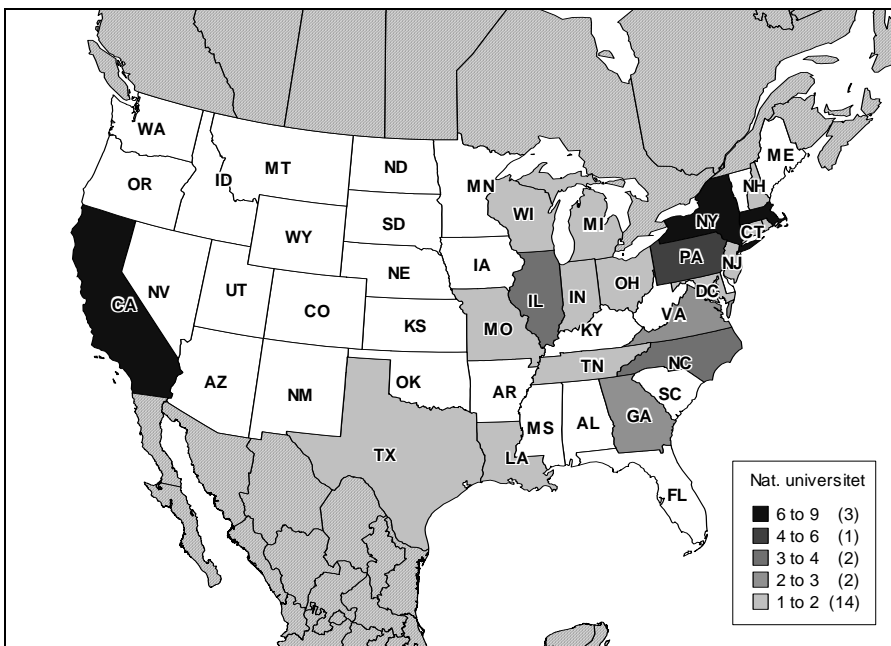 WA
MT
ND
MN
ME
OR
ID
SD
WI
MI
NH
NY
WY
CT
IA
PA
NJ
NE
NV
UT
CO
IL
IN
OH
DC
CA
KS
MO
KY
VA
AZ
NM
OK
AR
TN
NC
SC
MS
AL
GA
TX
LA
FL
Nat. universitet
6 to 9 (3)
4 to 6 (1)
3 to 4 (2)
2 to 3 (2)
1 to 2 (14)